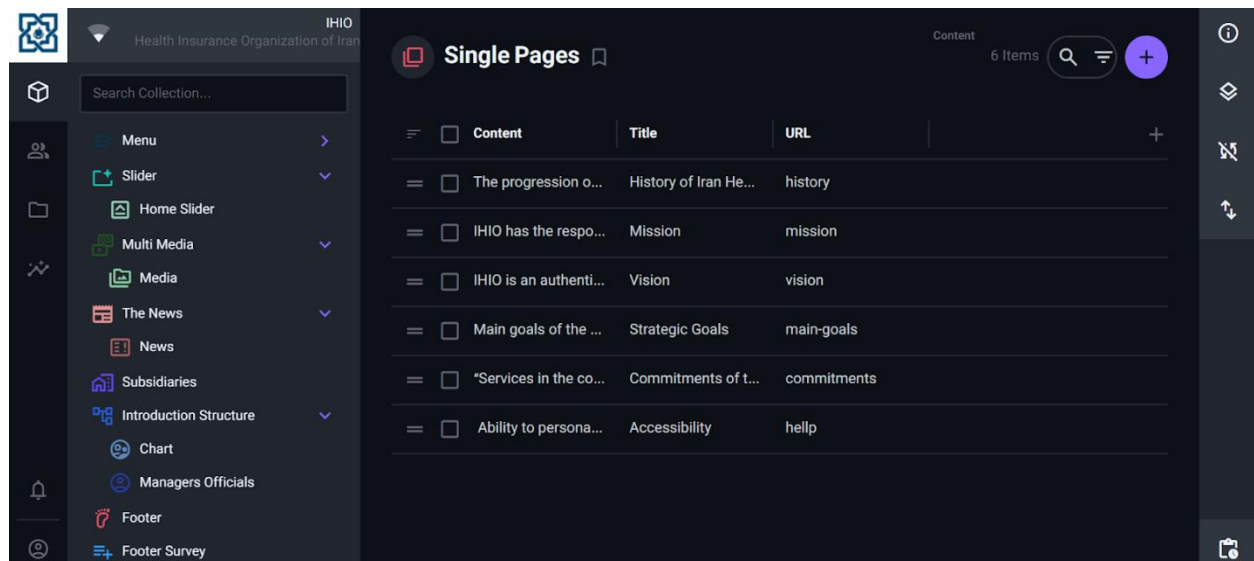 IHIO
Health Insurance Organization of Iran
Search Collection...
Menu
Slider
Home Slider
Multi Media
Media
The News
News
Subsidiaries
Introduction Structure
Chart
Managers Officials
Footer
Footer Survey
Single Pages
Content
6 Items
Content Title URL
The progression o... History of Iran He... history
IHIO has the respo... Mission mission
IHIO is an authenti... Vision vision
Main goals of the ... Strategic Goals main-goals
“Services in the co... Commitments of t... commitments
Ability to persona... Accessibility hellp